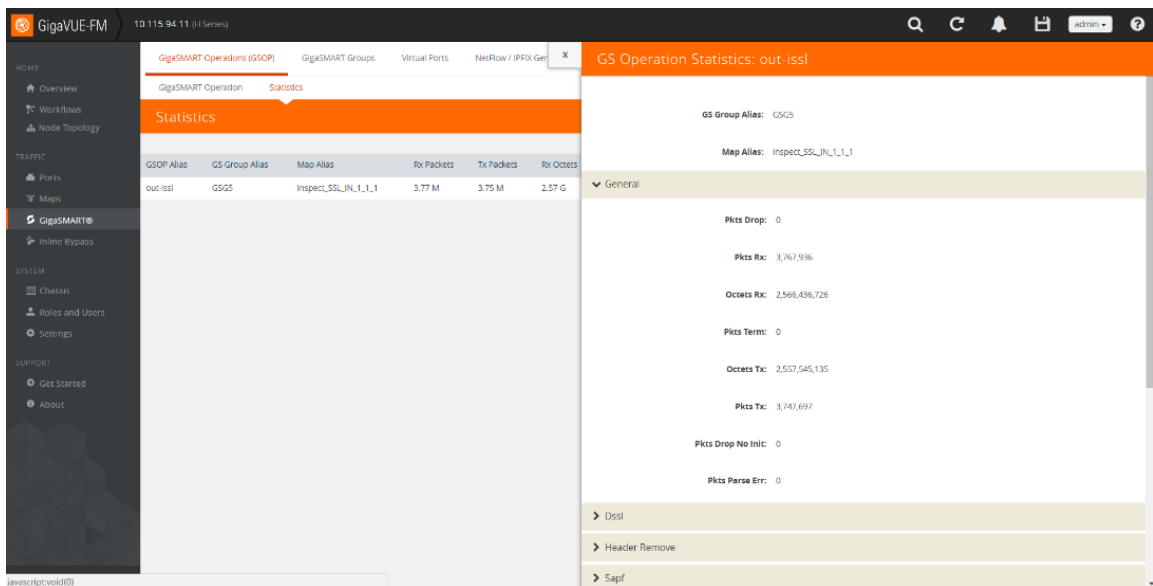 GigaVUE-FM 10.115.94.11 (H Series) admin
HOME
Overview
Workflows
Node Topology
TRAFFIC
Ports
Maps
GigaSMART®
Inline Bypass
SYSTEM
Chassis
Roles and Users
Settings
SUPPORT
Get Started
About
javascript:void(0)
GigaSMART Operations (GSOP) GigaSMART Groups Virtual Ports NetFlow / IPFIX Ger x
GigaSMART Operation Statistics
Statistics
GSOP Alias GS Group Alias Map Alias Rx Packets Tx Packets Rx Octets
out-issl GSG5 Inspect_SSL_IN_1_1_1 3.77 M 3.75 M 2.57 G
GS Operation Statistics: out-issl
GS Group Alias: GSG5
Map Alias: Inspect_SSL_IN_1_1_1
General
Pkts Drop: 0
Pkts Rx: 3,767,936
Octets Rx: 2,566,436,726
Pkts Term: 0
Octets Tx: 2,557,545,135
Pkts Tx: 3,747,697
Pkts Drop No Init: 0
Pkts Parse Err: 0
Dssl
Header Remove
Sapf